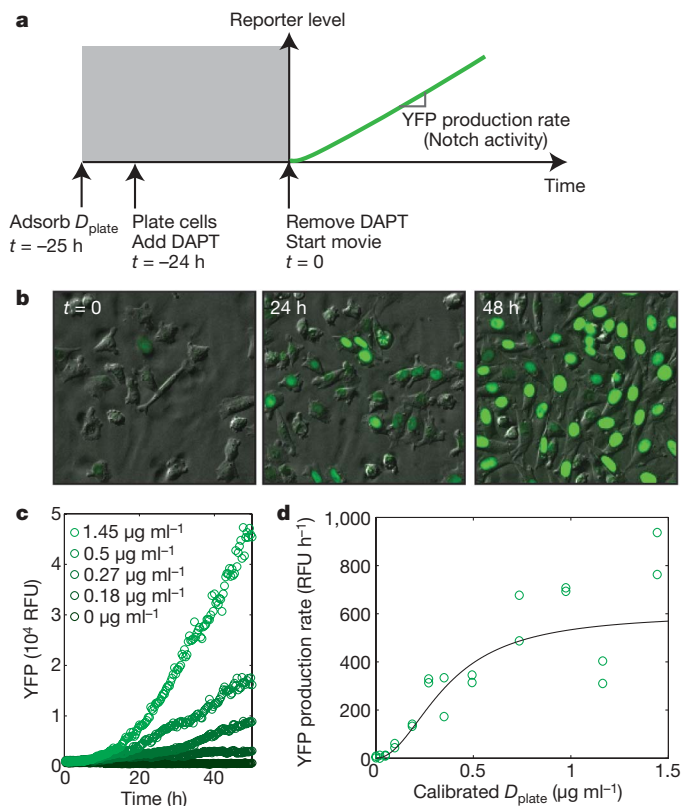 a
Reporter level
YFP production rate
(Notch activity)
Time
Adsorb Dplate
t = –25 h
Plate cells
Add DAPT
t = –24 h
Remove DAPT
Start movie
t = 0
b
t = 0
24 h
48 h
c
YFP (10⁴ RFU)
5
4
3
2
1
0
1.45 µg ml⁻¹
0.5 µg ml⁻¹
0.27 µg ml⁻¹
0.18 µg ml⁻¹
0 µg ml⁻¹
0 20 40
Time (h)
d
YFP production rate (RFU h⁻¹)
1,000
800
600
400
200
0
0 0.5 1 1.5
Calibrated Dplate (µg ml⁻¹)